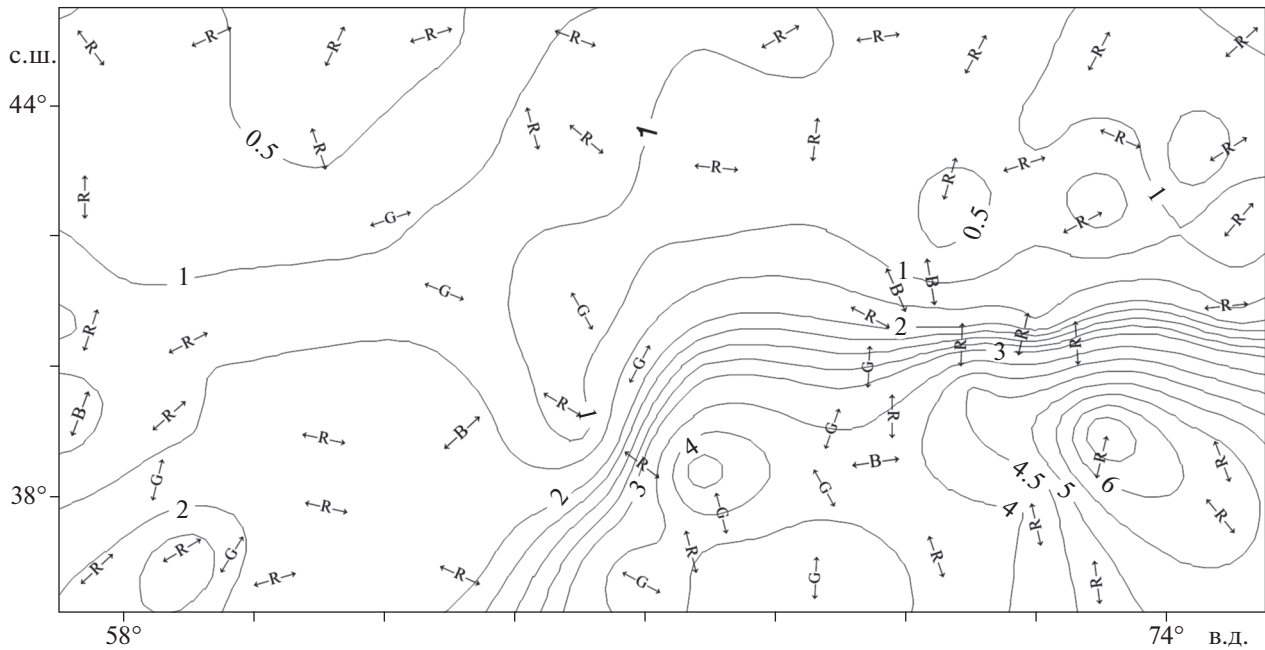 R R R R R R R R R R
с.ш.
44°
R R 1 R R
0.5 R R
R R R
R 1
G 0.5 R R
1 G 1 B B
G R R
R R 2 R R R
3
G G
B R R 1 R
R B G 4
R B R R 4.5
G 2 3 G 5 6
38° 2 R G 4 R R
R G R R
R R R G G R
58° 74° в.д.